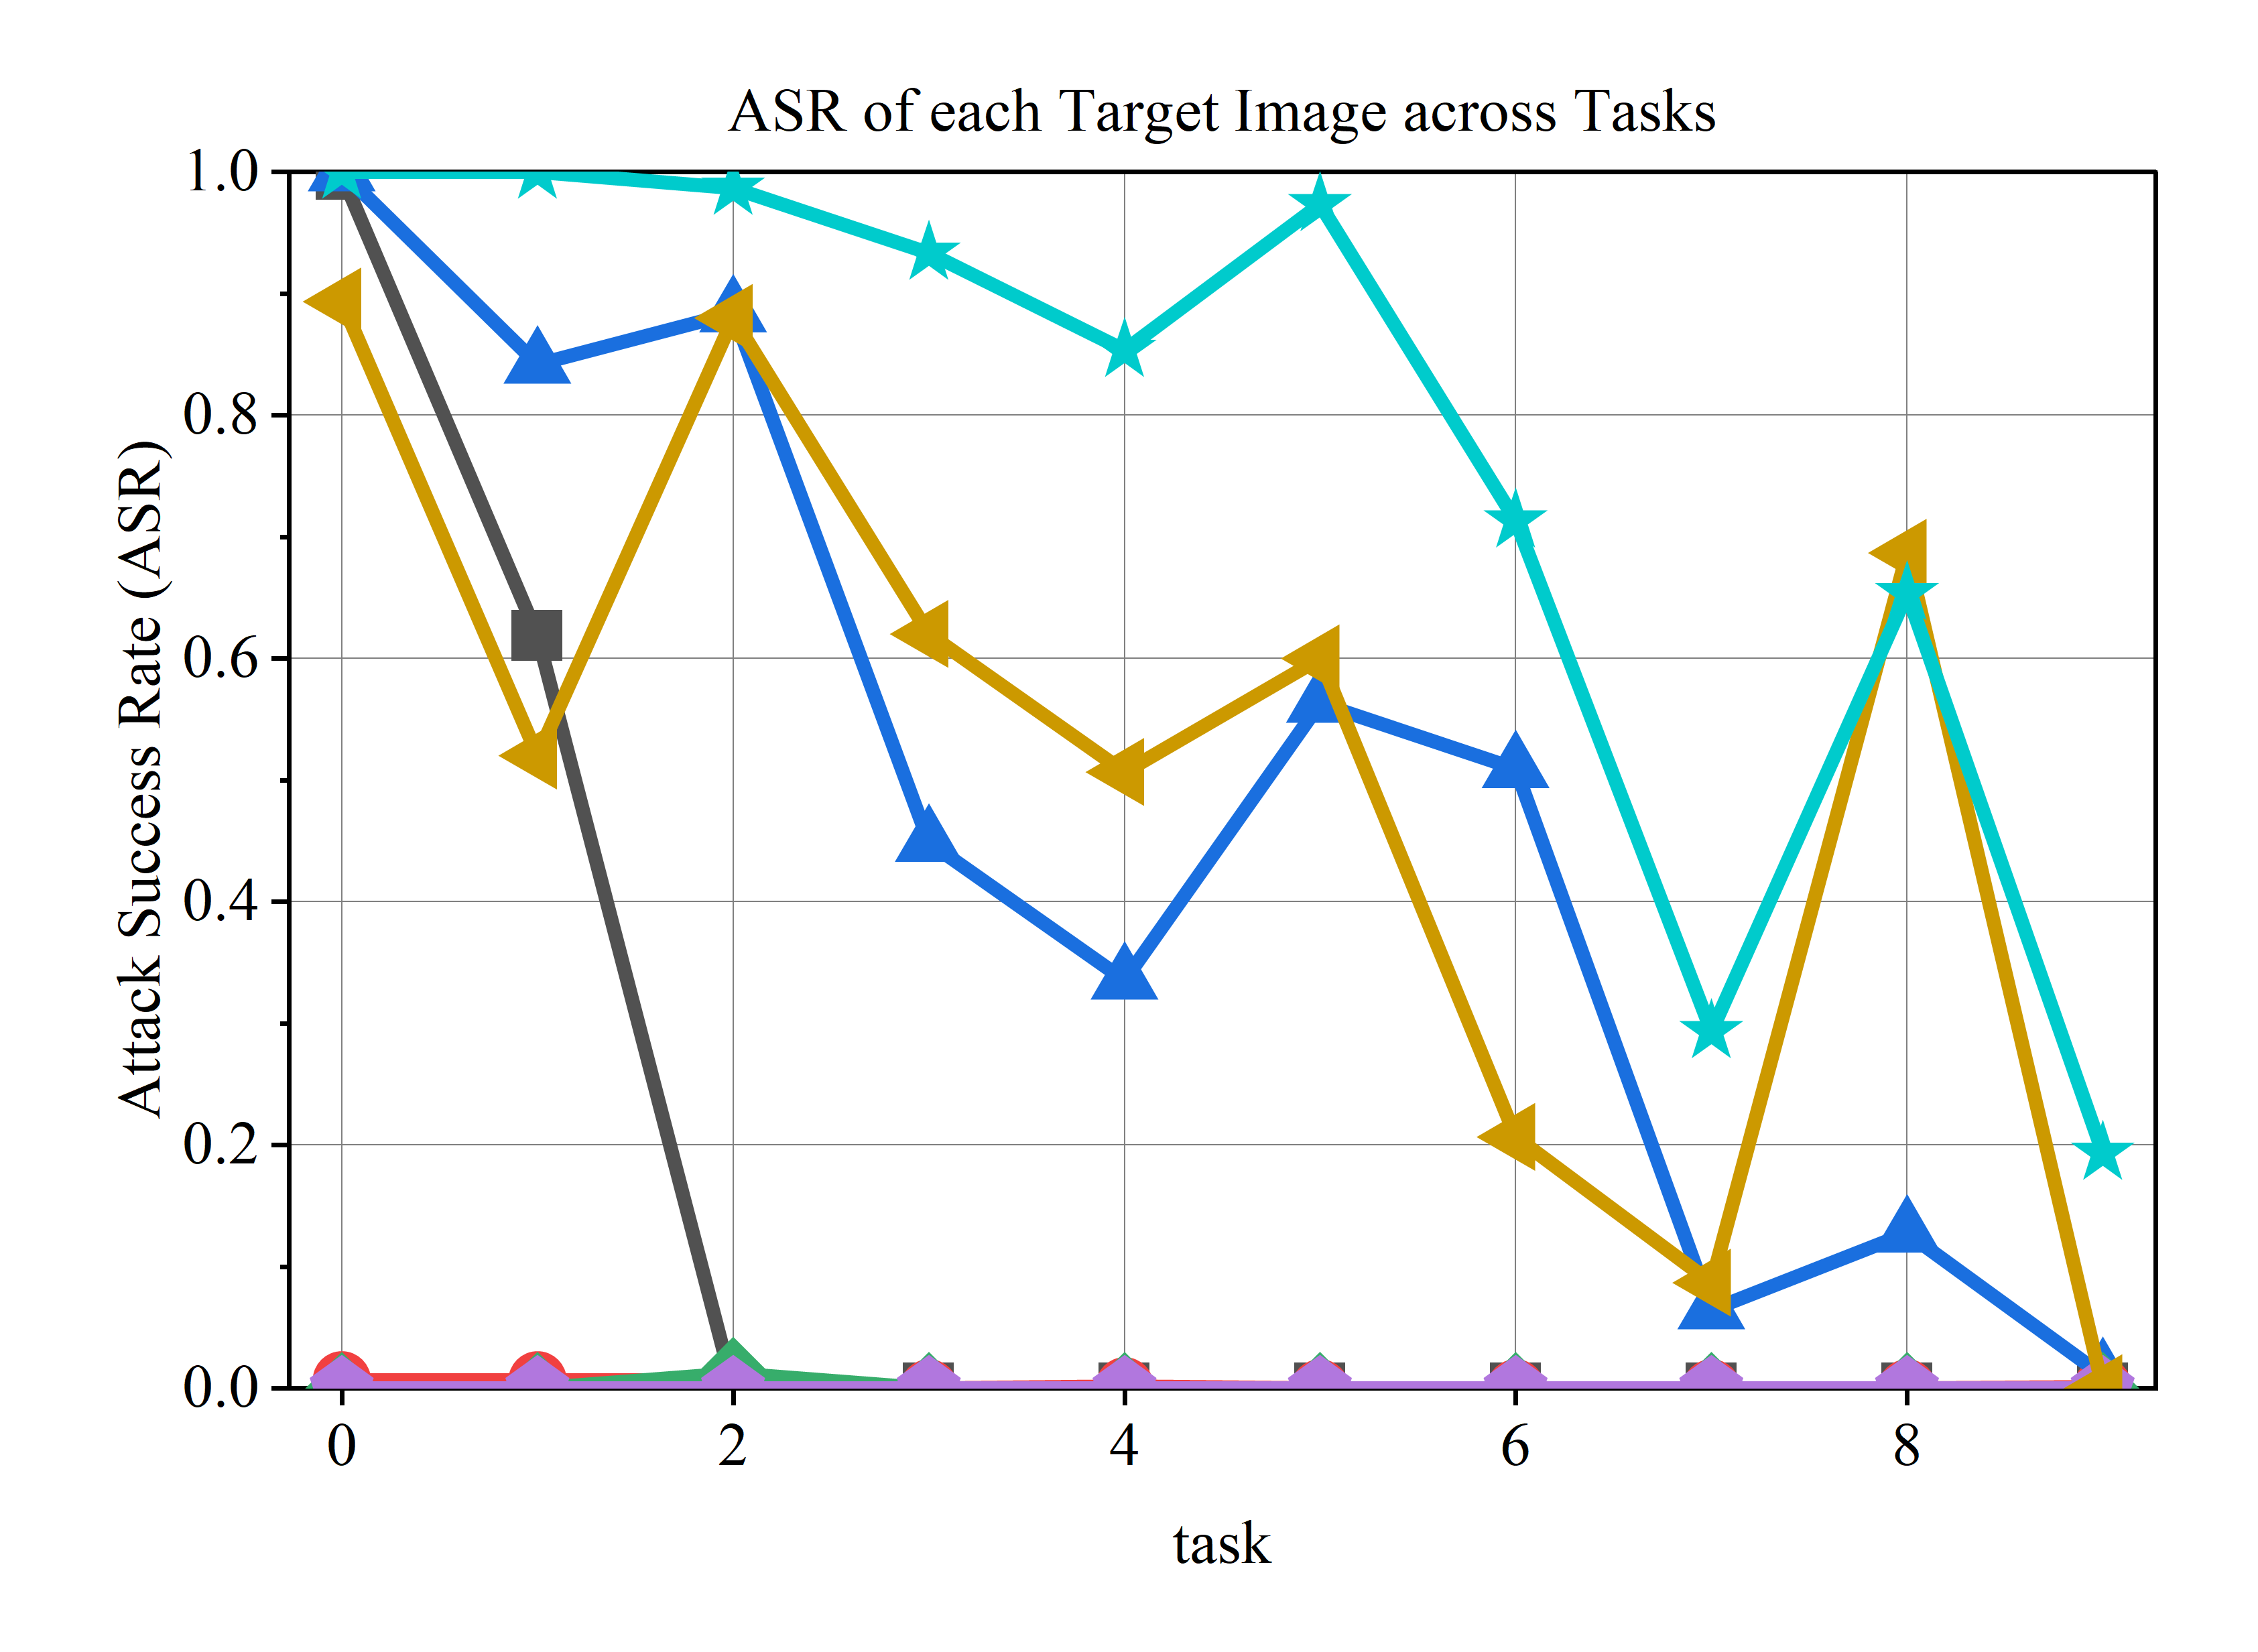 ASR of each Target Image across Tasks
1.0
0.8
0.6
0.4
0.2
0.0
Attack Success Rate (ASR)
0 2 4 6 8
task